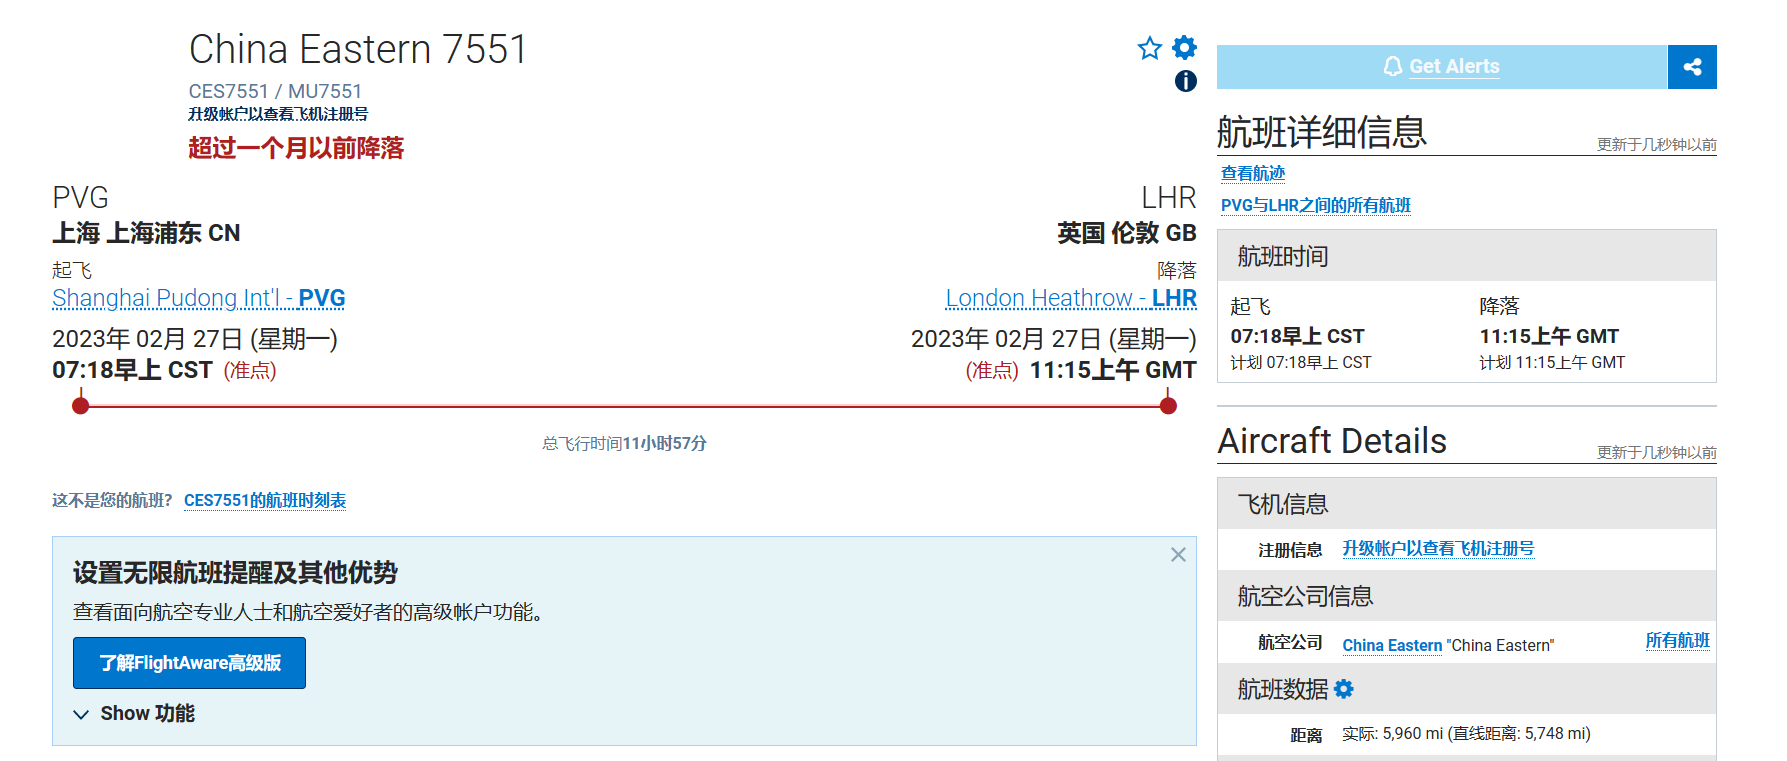 China Eastern 7551
CES7551 / MU7551
升级帐户以查看飞机注册号
超过一个月以前降落
PVG
上海 上海浦东 CN
起飞
Shanghai Pudong Int'l - PVG
2023年 02月 27日 (星期一)
07:18早上 CST (准点)
LHR
英国 伦敦 GB
降落
London Heathrow - LHR
2023年 02月 27日 (星期一)
(准点) 11:15上午 GMT
总飞行时间11小时57分
这不是您的航班? CES7551的航班时刻表
设置无限航班提醒及其他优势
查看面向航空专业人士和航空爱好者的高级帐户功能。
了解FlightAware高级版
Show 功能
Get Alerts
航班详细信息
更新于几秒钟以前
查看航迹
PVG与LHR之间的所有航班
航班时间
起飞
07:18早上 CST
计划 07:18早上 CST
降落
11:15上午 GMT
计划 11:15上午 GMT
Aircraft Details
更新于几秒钟以前
飞机信息
注册信息 升级帐户以查看飞机注册号
航空公司信息
航空公司 China Eastern "China Eastern" 所有航班
航班数据
距离 实际: 5,960 mi (直线距离: 5,748 mi)